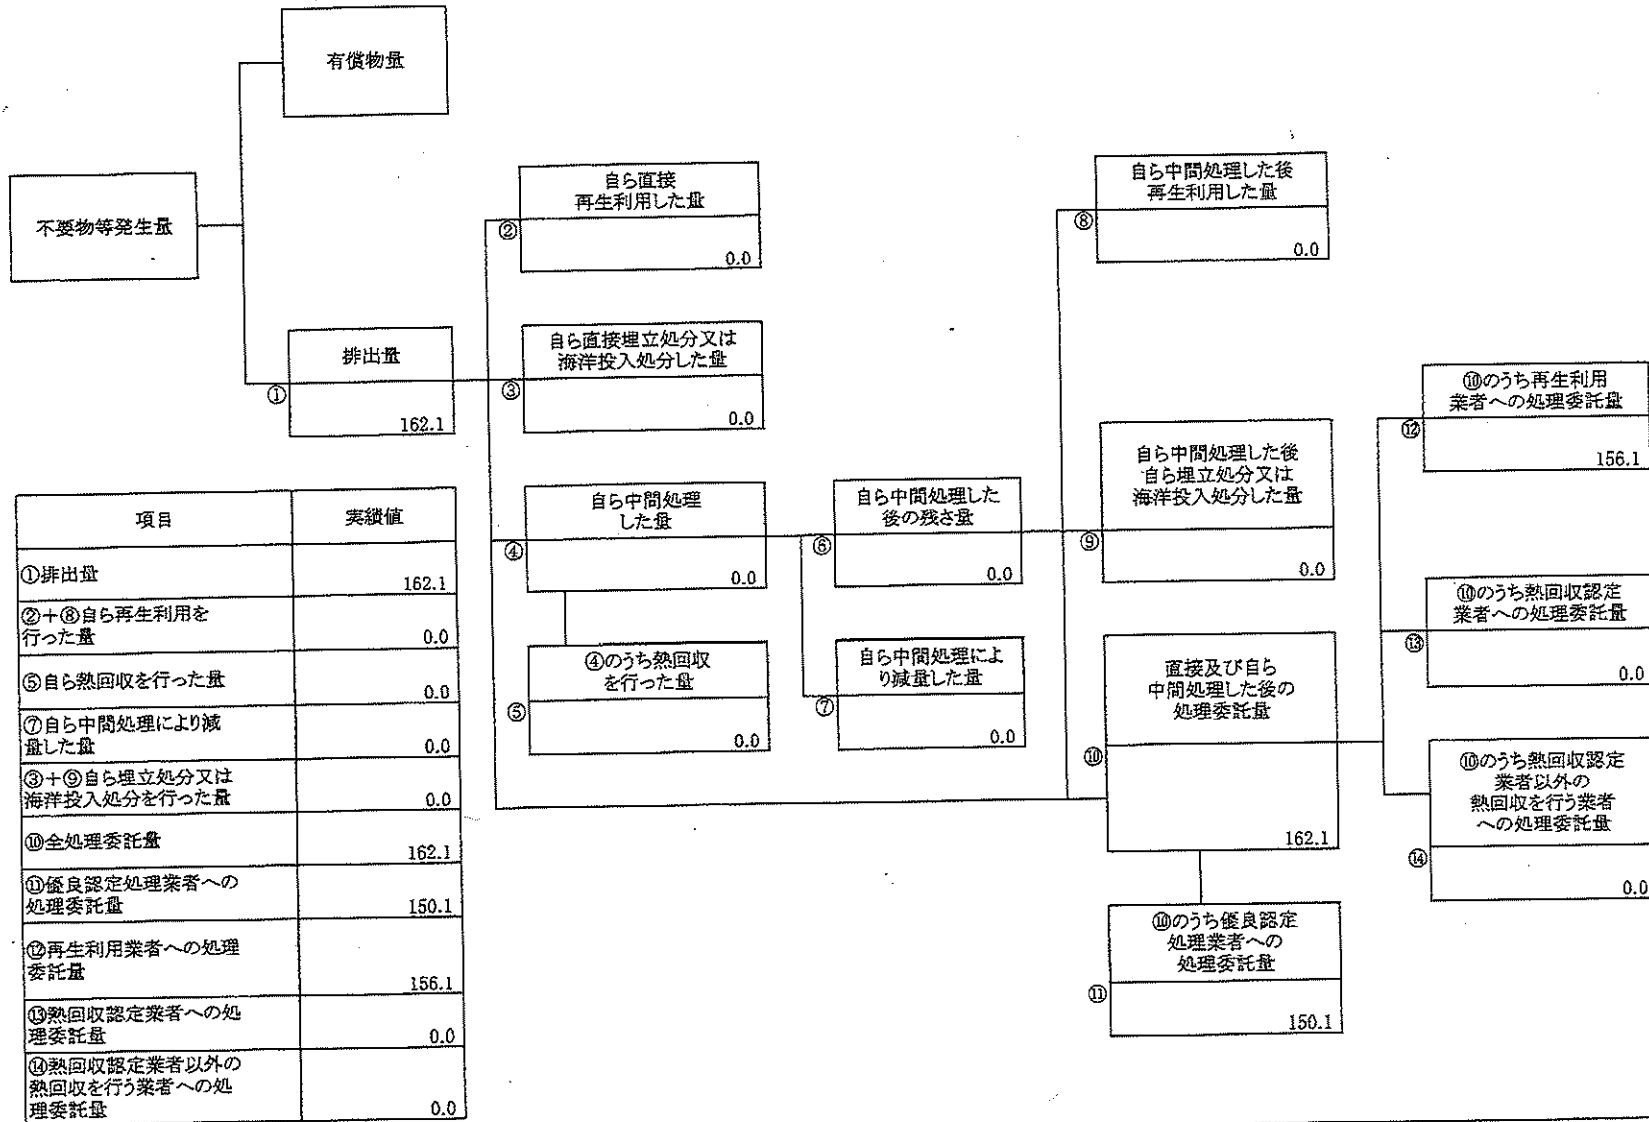 有償物量
不要物等発生量
排出量
①
162.1
自ら直接
再生利用した量
②
0.0
自ら直接埋立処分又は
海洋投入処分した量
③
0.0
自ら中間処理
した量
④
0.0
④のうち熱回収
を行った量
⑤
0.0
自ら中間処理した
後の残さ量
⑥
0.0
自ら中間処理によ
り減量した量
⑦
0.0
自ら中間処理した後
再生利用した量
⑧
0.0
自ら中間処理した後
自ら埋立処分又は
海洋投入処分した量
⑨
0.0
直接及び自ら
中間処理した後の
処理委託量
⑩
162.1
⑩のうち優良認定
処理業者への
処理委託量
⑪
150.1
⑩のうち再生利用
業者への処理委託量
⑫
156.1
⑩のうち熱回収認定
業者への処理委託量
⑬
0.0
⑩のうち熱回収認定
業者以外の
熱回収を行う業者
への処理委託量
⑭
0.0
項目 実績値
①排出量 162.1
②+⑧自ら再生利用を
行った量 0.0
⑤自ら熱回収を行った量 0.0
⑦自ら中間処理により減
量した量 0.0
③+⑨自ら埋立処分又は
海洋投入処分を行った量 0.0
⑩全処理委託量 162.1
⑪優良認定処理業者への
処理委託量 150.1
⑫再生利用業者への処理
委託量 156.1
⑬熱回収認定業者への処
理委託量 0.0
⑭熱回収認定業者以外の
熱回収を行う業者への処
理委託量 0.0